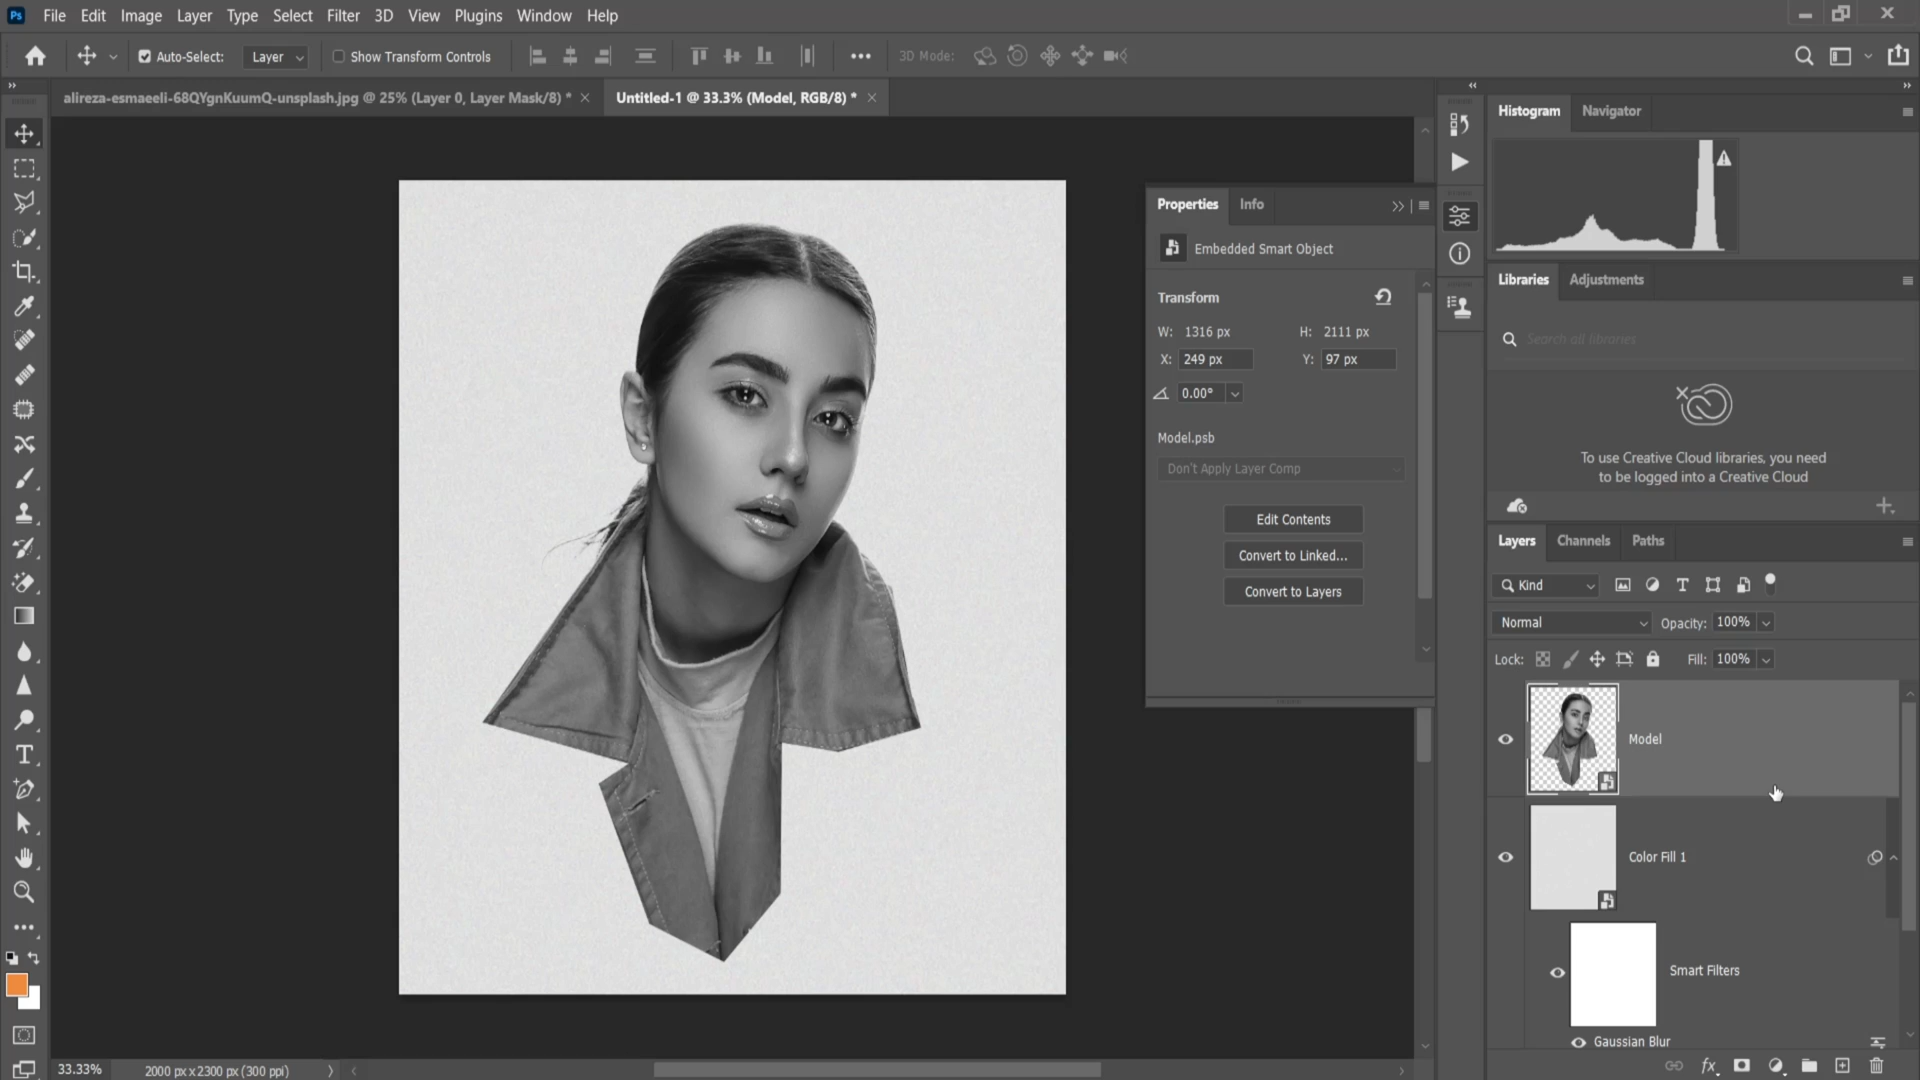 Ps File Edit Image Layer Type Select Filter 3D View Plugins Window Help
Auto-Select: Layer Show Transform Controls 3D Mode:
alireza-esmaeeli-68QYgnKuumQ-unsplash.jpg @ 25% (Layer 0, Layer Mask/8) * Untitled-1 @ 33.3% (Model, RGB/8) *
Histogram Navigator
Properties Info
Embedded Smart Object
Transform
W: 1316 px H: 2111 px
X: 249 px Y: 97 px
0.00°
Model.psb
Don't Apply Layer Comp
Edit Contents
Convert to Linked...
Convert to Layers
Libraries Adjustments
Search all libraries
To use Creative Cloud libraries, you need
to be logged into a Creative Cloud
Layers Channels Paths
Kind
Normal Opacity: 100%
Lock: Fill: 100%
Model
Color Fill 1
Smart Filters
Gaussian Blur
33.33% 2000 px x 2300 px (300 ppi)